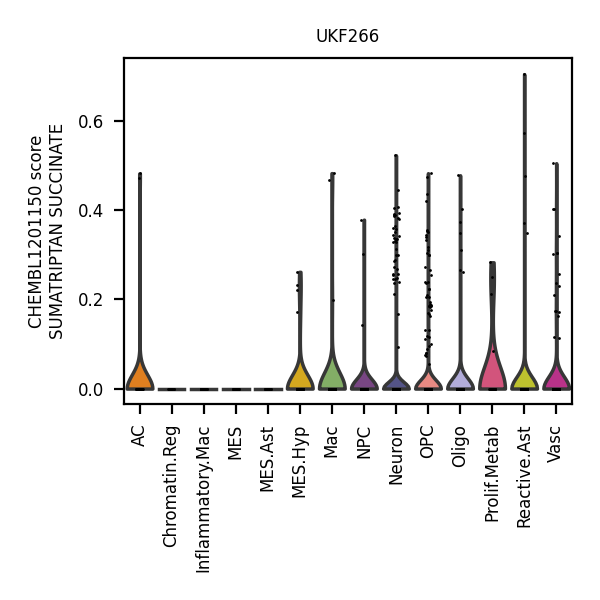 UKF266
CHEMBL1201150 score
SUMATRIPTAN SUCCINATE
0.6
0.4
0.2
0.0
AC
Chromatin.Reg
Inflammatory.Mac
MES
MES.Ast
MES.Hyp
Mac
NPC
Neuron
OPC
Oligo
Prolif.Metab
Reactive.Ast
Vasc